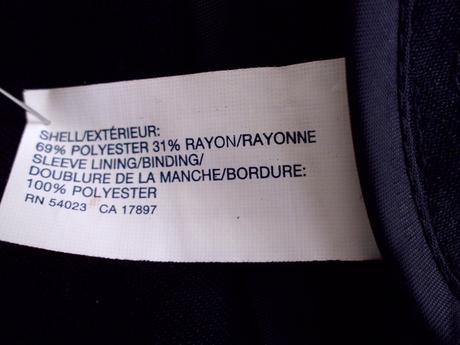 SHELL/EXTÉRIEUR:
69% POLYESTER 31% RAYON/RAYONNE
SLEEVE LINING/BINDING/
DOUBLURE DE LA MANCHE/BORDURE:
100% POLYESTER
RN 54023 CA 17897